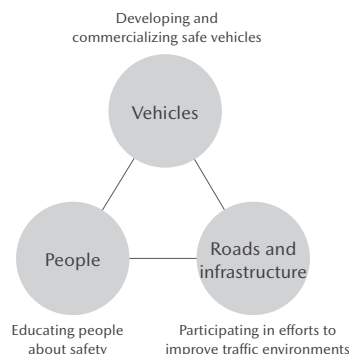 Developing and
commercializing safe vehicles
Vehicles
People
Roads and
infrastructure
Educating people
about safety
Participating in efforts to
improve traffic environments